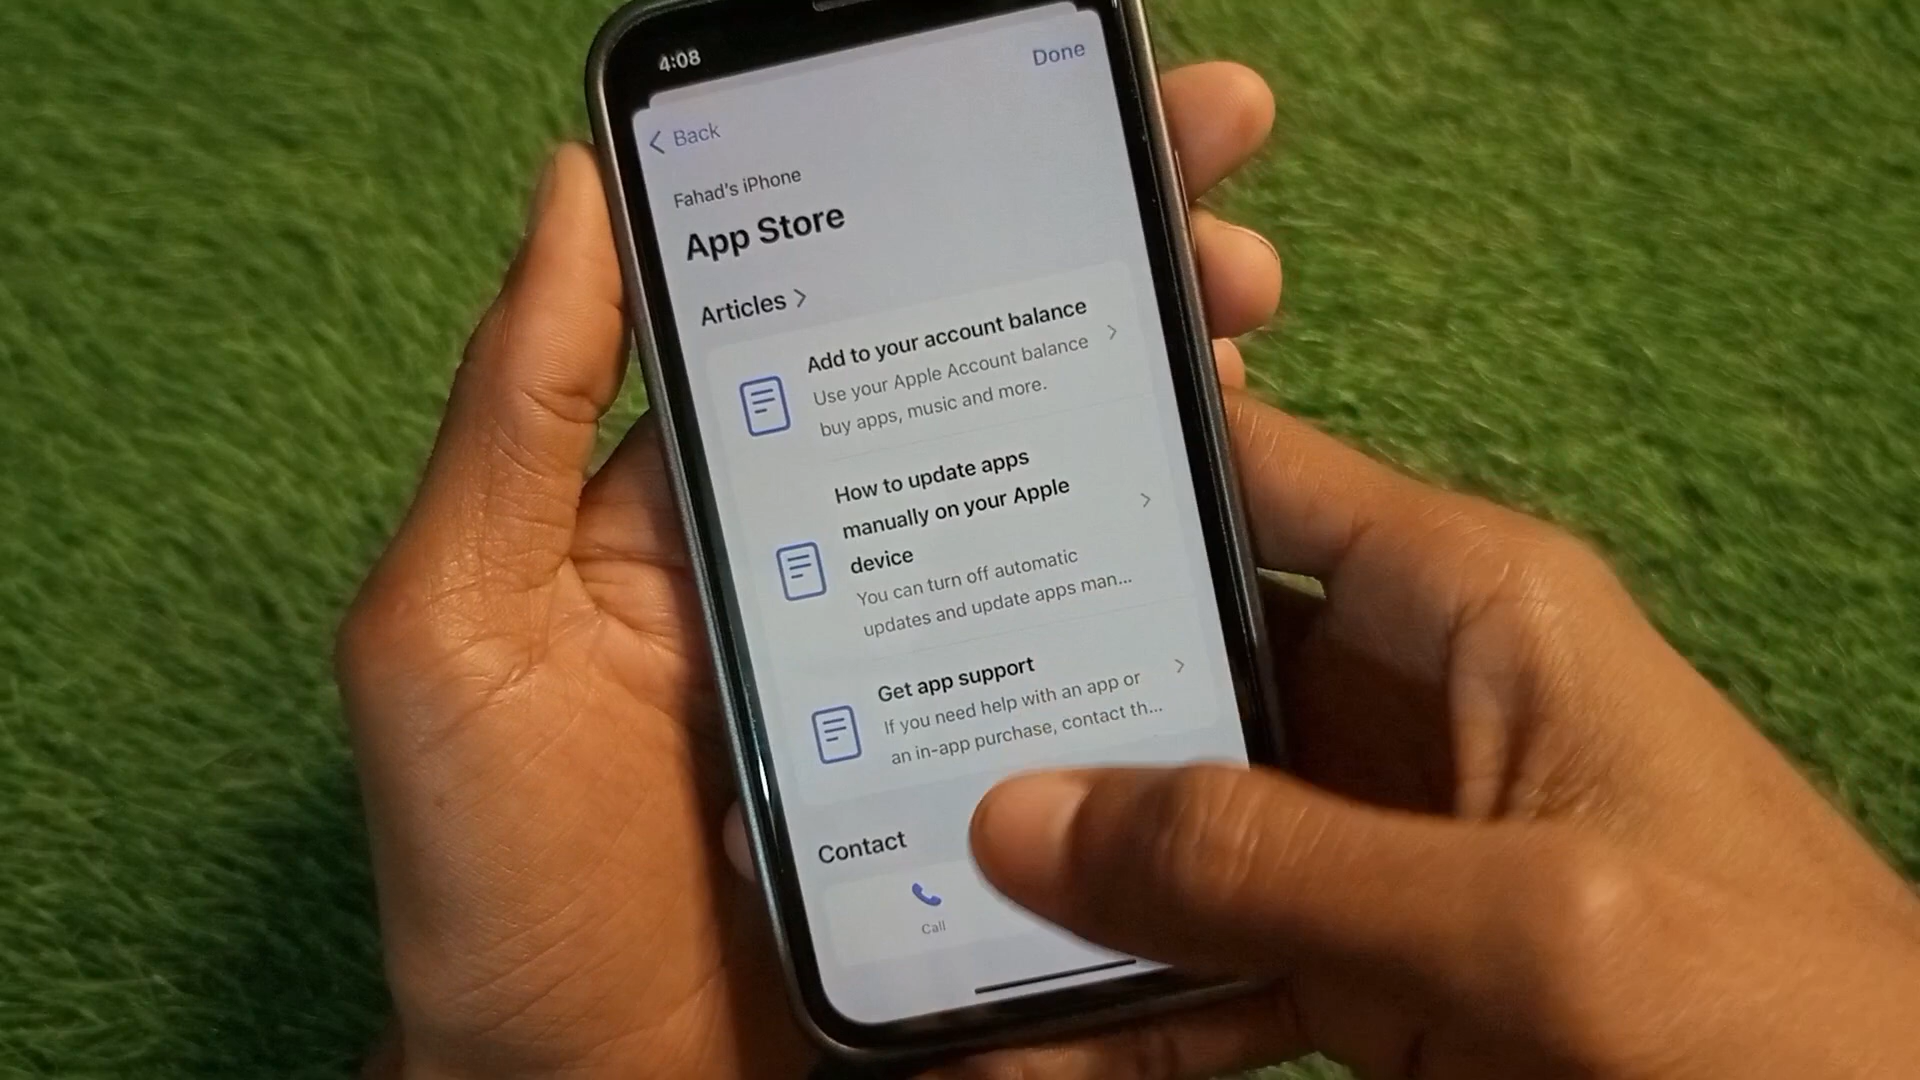 4:08
Done
Back
Fahad's iPhone
App Store
Articles
Add to your account balance
Use your Apple Account balance
buy apps, music and more.
How to update apps
manually on your Apple
device
You can turn off automatic
updates and update apps man...
Get app support
If you need help with an app or
an in-app purchase, contact th...
Contact
Call